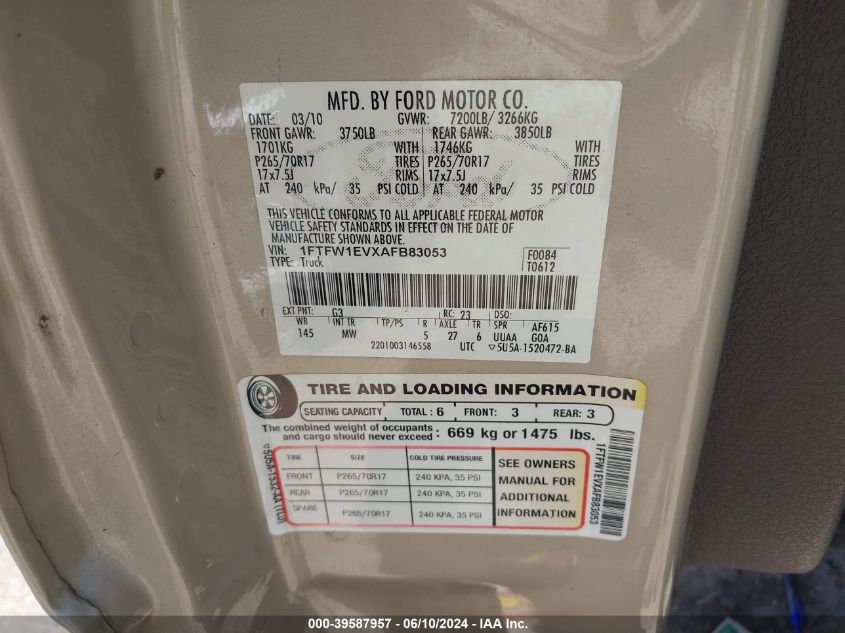 MFD. BY FORD MOTOR CO.
DATE: 03/10 GVWR: 7200LB/ 3266KG
FRONT GAWR: 3750LB REAR GAWR: 3850LB
1701KG WITH 1746KG WITH
P265/70R17 TIRES P265/70R17 TIRES
17x7.5J RIMS 17x7.5J RIMS
AT 240 kPa/ 35 PSI COLD AT 240 kPa/ 35 PSI COLD
THIS VEHICLE CONFORMS TO ALL APPLICABLE FEDERAL MOTOR
VEHICLE SAFETY STANDARDS IN EFFECT ON THE DATE OF
MANUFACTURE SHOWN ABOVE.
VIN: 1FTFW1EVXAFB83053 F0084
TYPE: Truck T0612
EXT PNT: G3 RC: 23 DSO:
WB INT TR TP/PS R AXLE TR SPR AF615
145 MW 5 27 6 UUAA GOA
2201003146558 UTC ▽5U5A-1520472-BA
TIRE AND LOADING INFORMATION
SEATING CAPACITY TOTAL: 6 FRONT: 3 REAR: 3
The combined weight of occupants and cargo should never exceed: 669 kg or 1475 lbs.
TIRE SIZE COLD TIRE PRESSURE
FRONT P265/70R17 240 KPA, 35 PSI
REAR P265/70R17 240 KPA, 35 PSI
SPARE P265/70R17 240 KPA, 35 PSI
SEE OWNERS
MANUAL FOR
ADDITIONAL
INFORMATION
1FTFW1EVXAFB83053
000-39587957 - 06/10/2024 - IAA Inc.